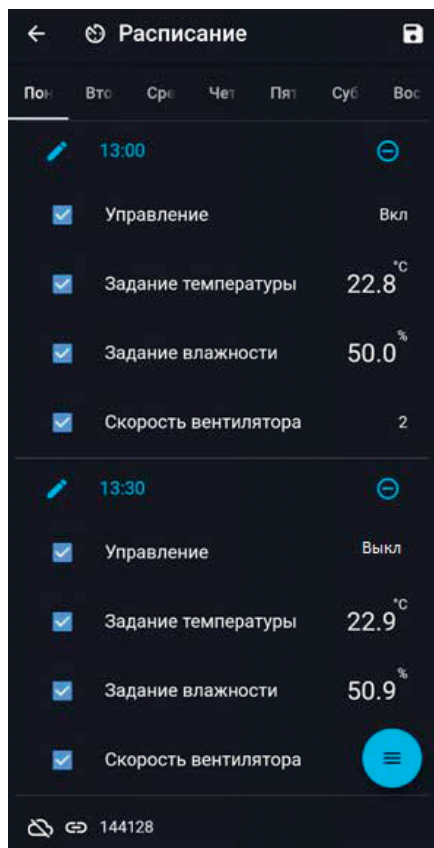 Расписание
Пон Вто Сре Чет Пят Суб Вос
13:00
Управление Вкл
Задание температуры 22.8 °C
Задание влажности 50.0 %
Скорость вентилятора 2
13:30
Управление Выкл
Задание температуры 22.9 °C
Задание влажности 50.9 %
Скорость вентилятора
144128